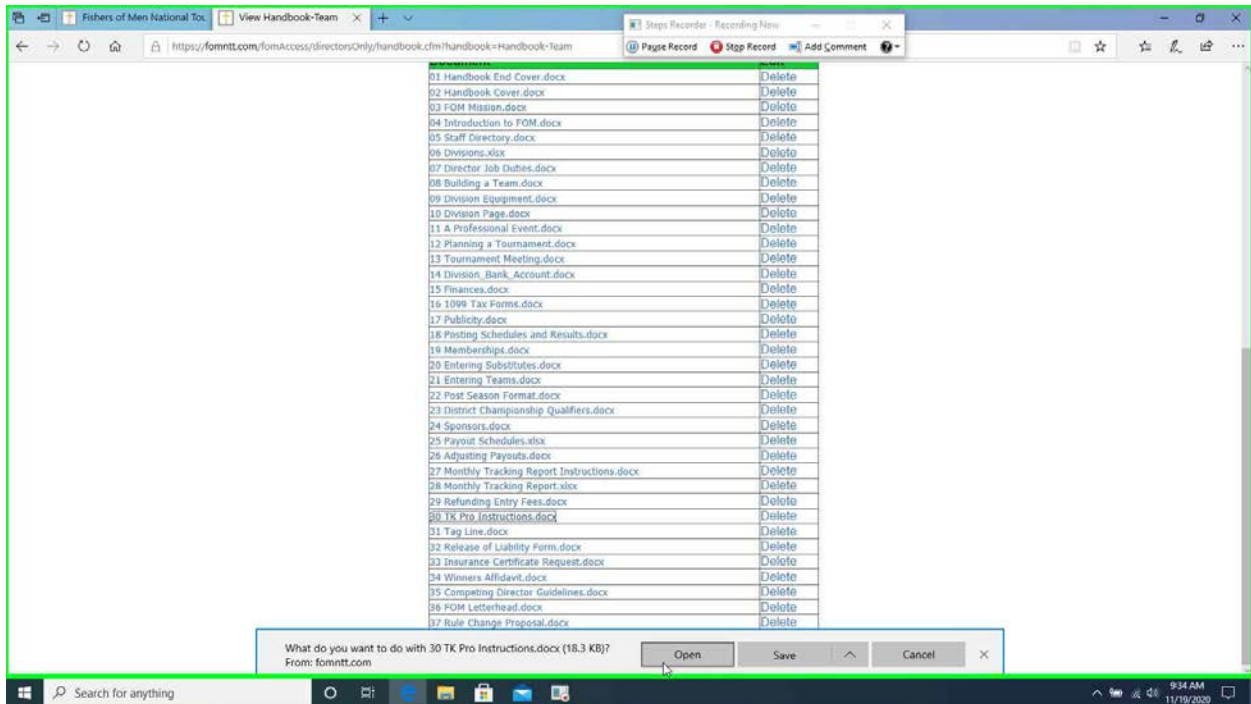 Fishers of Men National Tou
View Handbook-Team
Steps Recorder - Recording Now
https://fomntt.com/fomAccess/directorsOnly/handbook.cfm?handbook=Handbook-Team
Pause Record Stop Record Add Comment
Document Edit
01 Handbook End Cover.docx Delete
02 Handbook Cover.docx Delete
03 FOM Mission.docx Delete
04 Introduction to FOM.docx Delete
05 Staff Directory.docx Delete
06 Divisions.xlsx Delete
07 Director Job Duties.docx Delete
08 Building a Team.docx Delete
09 Division Equipment.docx Delete
10 Division Page.docx Delete
11 A Professional Event.docx Delete
12 Planning a Tournament.docx Delete
13 Tournament Meeting.docx Delete
14 Division_Bank_Account.docx Delete
15 Finances.docx Delete
16 1099 Tax Forms.docx Delete
17 Publicity.docx Delete
18 Posting Schedules and Results.docx Delete
19 Memberships.docx Delete
20 Entering Substitutes.docx Delete
21 Entering Teams.docx Delete
22 Post Season Format.docx Delete
23 District Championship Qualifiers.docx Delete
24 Sponsors.docx Delete
25 Payout Schedules.xlsx Delete
26 Adjusting Payouts.docx Delete
27 Monthly Tracking Report Instructions.docx Delete
28 Monthly Tracking Report.xlsx Delete
29 Refunding Entry Fees.docx Delete
30 TK Pro Instructions.docx Delete
31 Tag Line.docx Delete
32 Release of Liability Form.docx Delete
33 Insurance Certificate Request.docx Delete
34 Winners Affidavit.docx Delete
35 Competing Director Guidelines.docx Delete
36 FOM Letterhead.docx Delete
37 Rule Change Proposal.docx Delete
What do you want to do with 30 TK Pro Instructions.docx (18.3 KB)?
From: fomntt.com
Open Save Cancel
Search for anything
9:34 AM
11/19/2020